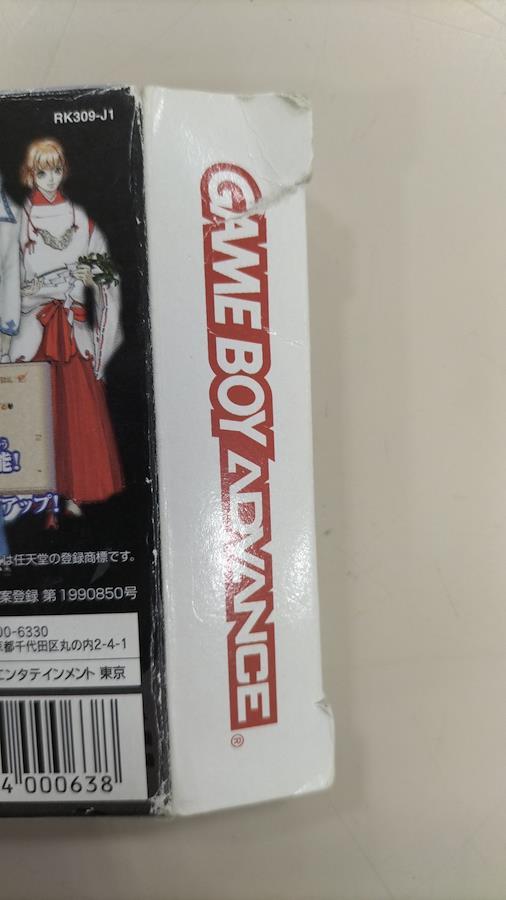 RK309-J1
能!
アップ!
は任天堂の登録商標です。
案登録 第1990850号
00-6330
京都千代田区丸の内2-4-1
エンタテインメント 東京
4 000638
GAME BOY ADVANCE
®